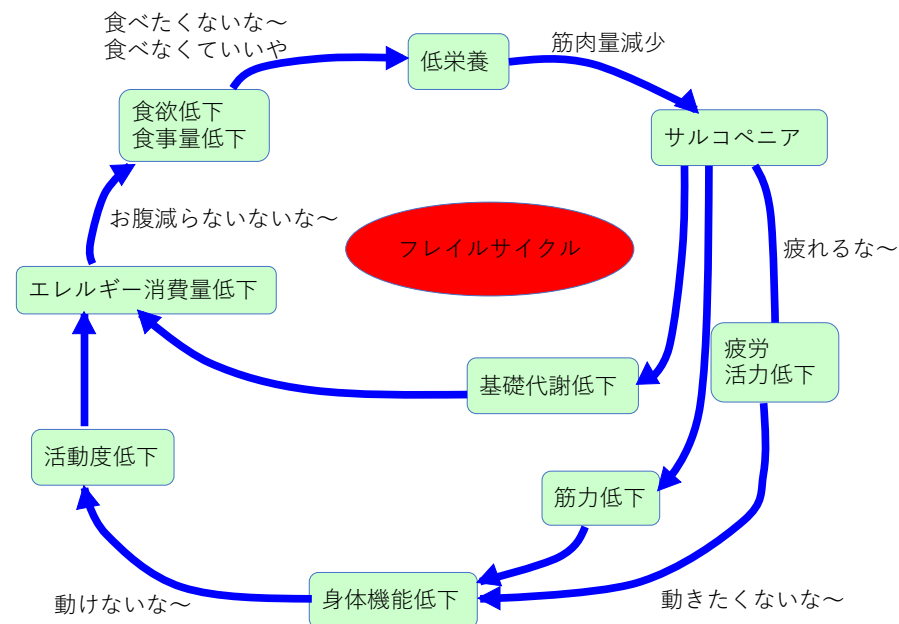 食べたくないな～
食べなくていいや
低栄養
筋肉量減少
食欲低下
食事量低下
サルコペニア
お腹減らないないな～
フレイルサイクル
疲れるな～
エレルギー消費量低下
疲労
活力低下
基礎代謝低下
活動度低下
筋力低下
動けないな～
身体機能低下
動きたくないな～